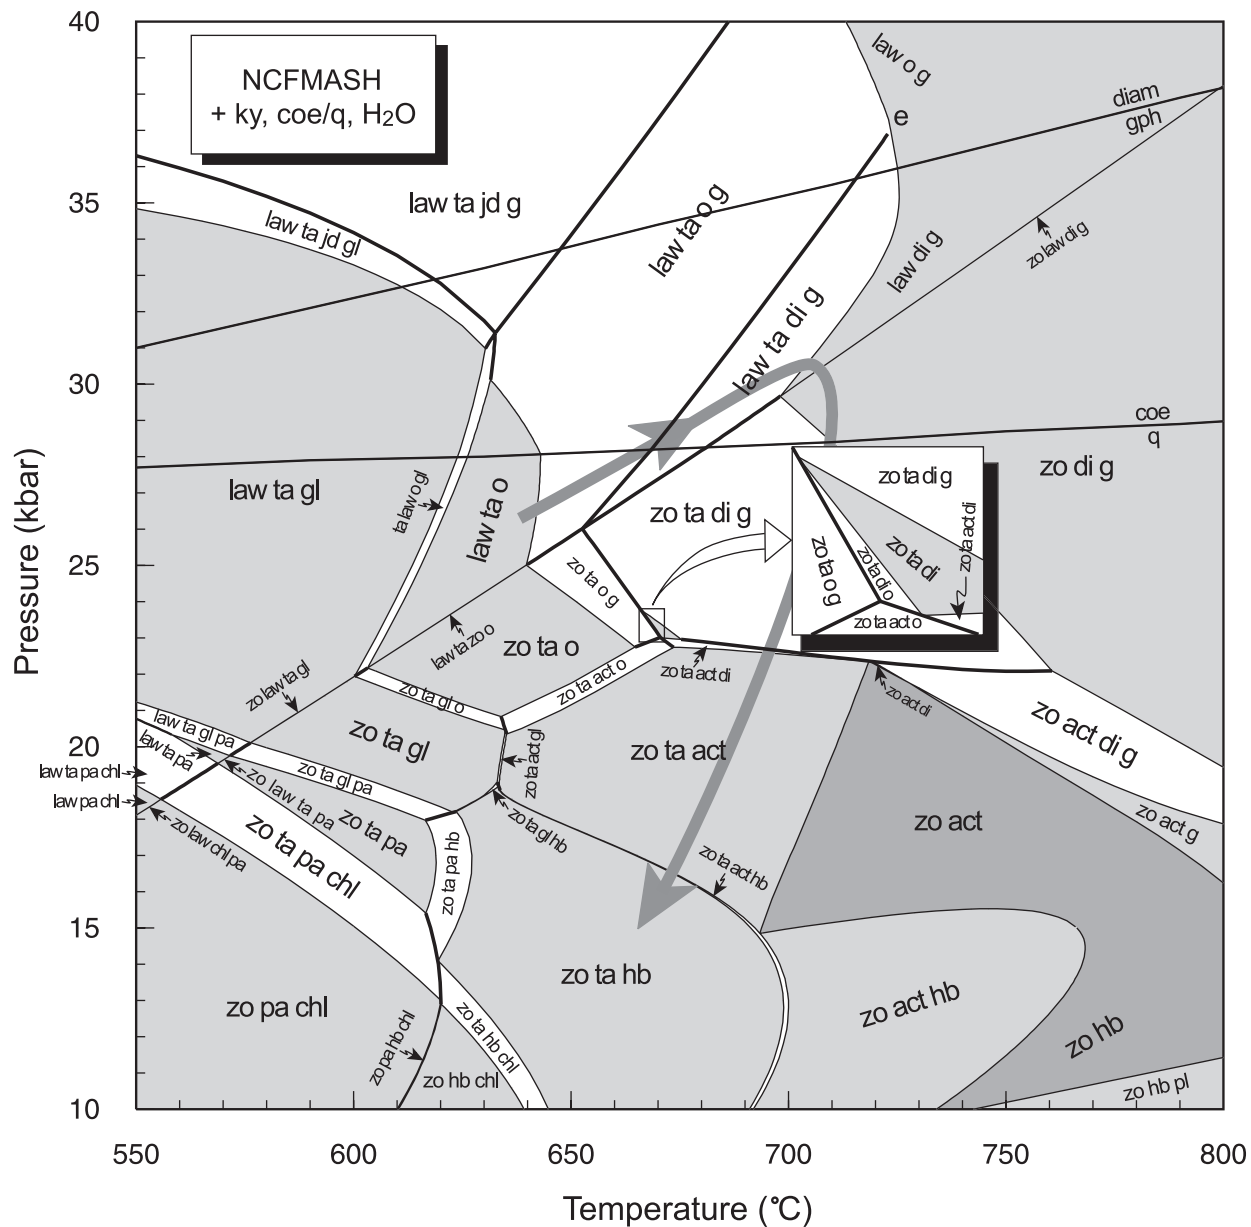 40
35
30
25
20
15
10
Pressure (kbar)
550
600
650
700
750
800
Temperature (°C)
NCFMASH
+ ky, coe/q, H₂O
law o g
e
diam
gph
law ta jd g
law ta jd gl
law ta o g
law di g
zo law di g
law ta di g
coe
q
law ta gl
ta law o gl
law ta o
zo ta di g
zo di g
zo ta di g
zo ta o g
zo ta di o
zo ta di
zo ta act di
zo ta act o
zo ta o g
law ta zo o
zo ta o
zo law ta gl
zo ta gl o
zo ta act o
zo ta act di
zo act di
law ta gl pa
law ta pa
zo ta gl
zo ta act gl
zo ta act
zo act di g
law ta pa chl
law pa chl
zo ta gl pa
zo law ta pa
zo ta pa
zo ta gl hb
zo act
zo act g
zo law chl pa
zo ta pa chl
zo ta pa hb
zo ta act hb
zo ta hb
zo act hb
zo pa chl
zo pa hb chl
zo ta hb chl
zo hb chl
zo hb
zo hb pl